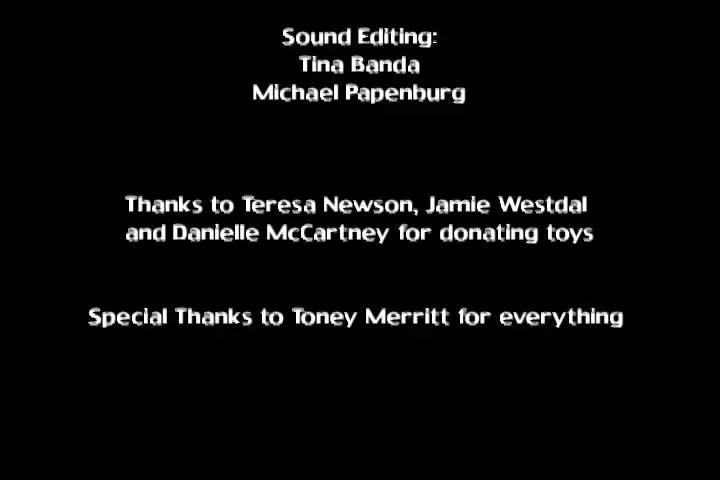 Sound Editing:
Tina Banda
Michael Papenburg
Thanks to Teresa Newson, Jamie Westdal
and Danielle McCartney for donating toys
Special Thanks to Toney Merritt for everything